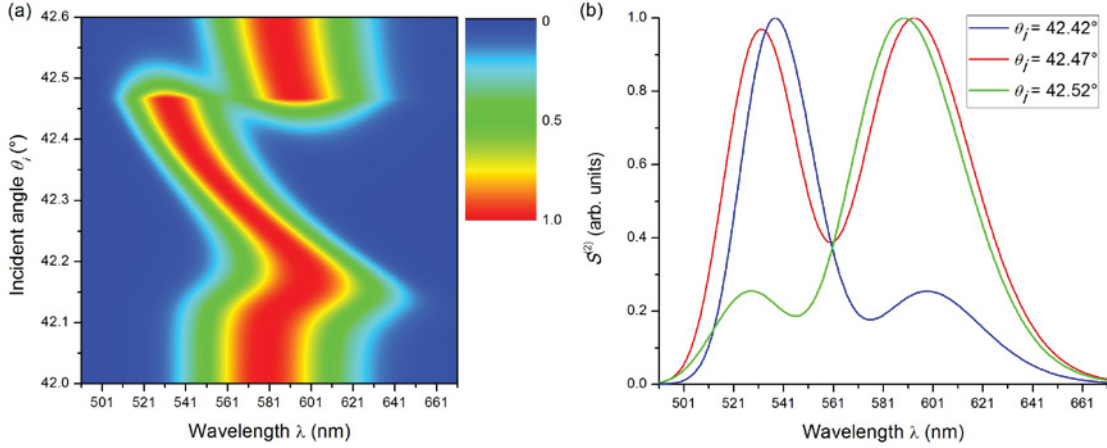 (a)
42.6
42.5
42.4
42.3
42.2
42.1
42.0
Incident angle θi (°)
501 521 541 561 581 601 621 641 661
Wavelength λ (nm)
0
0.5
1.0
(b)
1.0
0.8
0.6
0.4
0.2
0.0
S(2) (arb. units)
501 521 541 561 581 601 621 641 661
Wavelength λ (nm)
θi = 42.42°
θi = 42.47°
θi = 42.52°